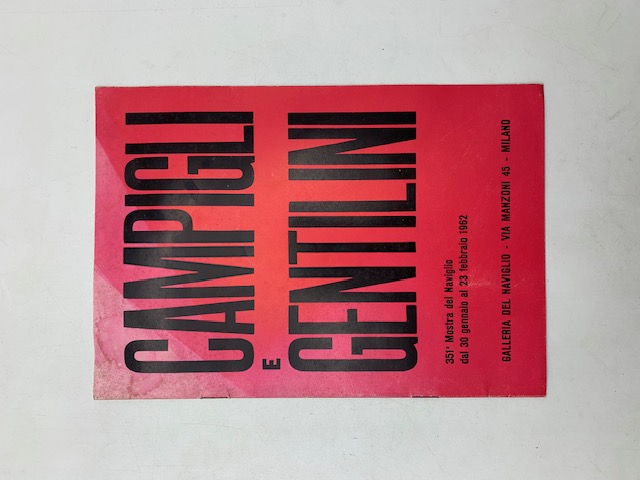 CAMPIGLI
E
GENTILINI
351ª Mostra del Naviglio
dal 30 gennaio al 23 febbraio 1962
GALLERIA DEL NAVIGLIO - VIA MANZONI 45 - MILANO